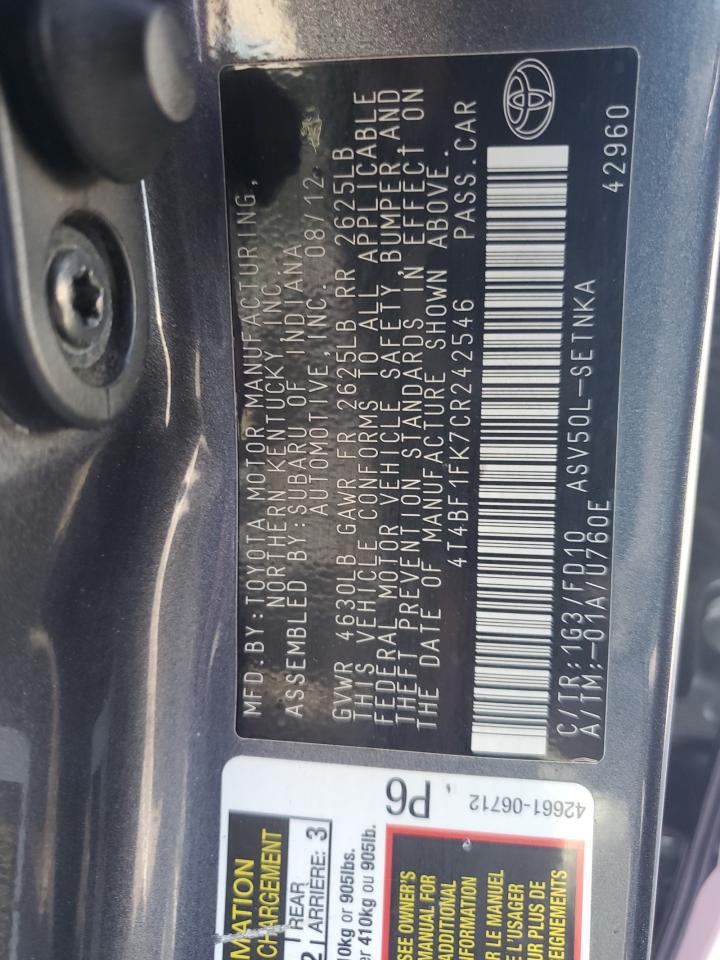 MFD.BY:TOYOTA MOTOR MANUFACTURING,
NORTHERN KENTUCKY INC.
ASSEMBLED BY:SUBARU OF INDIANA
AUTOMOTIVE,INC. 08/12
GVWR 4630LB GAWR FR 2625LB RR 2625LB
THIS VEHICLE CONFORMS TO ALL APPLICABLE
FEDERAL MOTOR VEHICLE SAFETY,BUMPER AND
THEFT PREVENTION STANDARDS IN EFFECT ON
THE DATE OF MANUFACTURE SHOWN ABOVE.
4T4BF1FK7CR242546 PASS.CAR
C/TR:1G3/FD10 ASV50L-SETNKA
A/TM:-01A/U760E 42960
MATION
CHARGEMENT
REAR
2 ARRIÈRE: 3
10kg or 905lbs.
er 410kg ou 905lb.
P6
42661-06712
SEE OWNER'S
MANUAL FOR
ADDITIONAL
INFORMATION
R LE MANUEL
E L'USAGER
UR PLUS DE
EIGNEMENTS